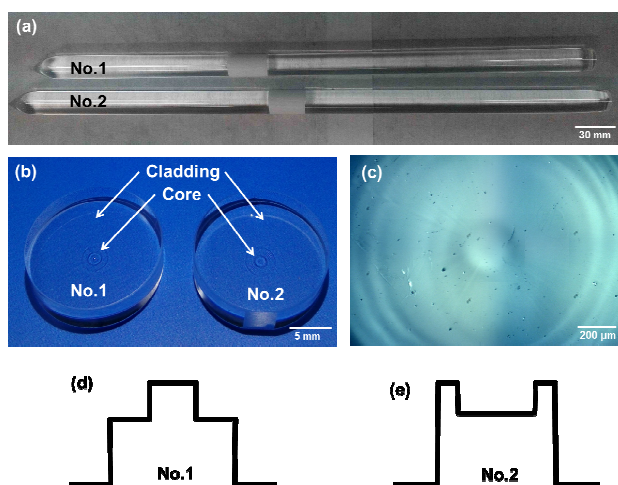 (a)
No.1
No.2
30 mm
(b)
Cladding
Core
No.1
No.2
5 mm
(c)
200 µm
(d)
No.1
(e)
No.2